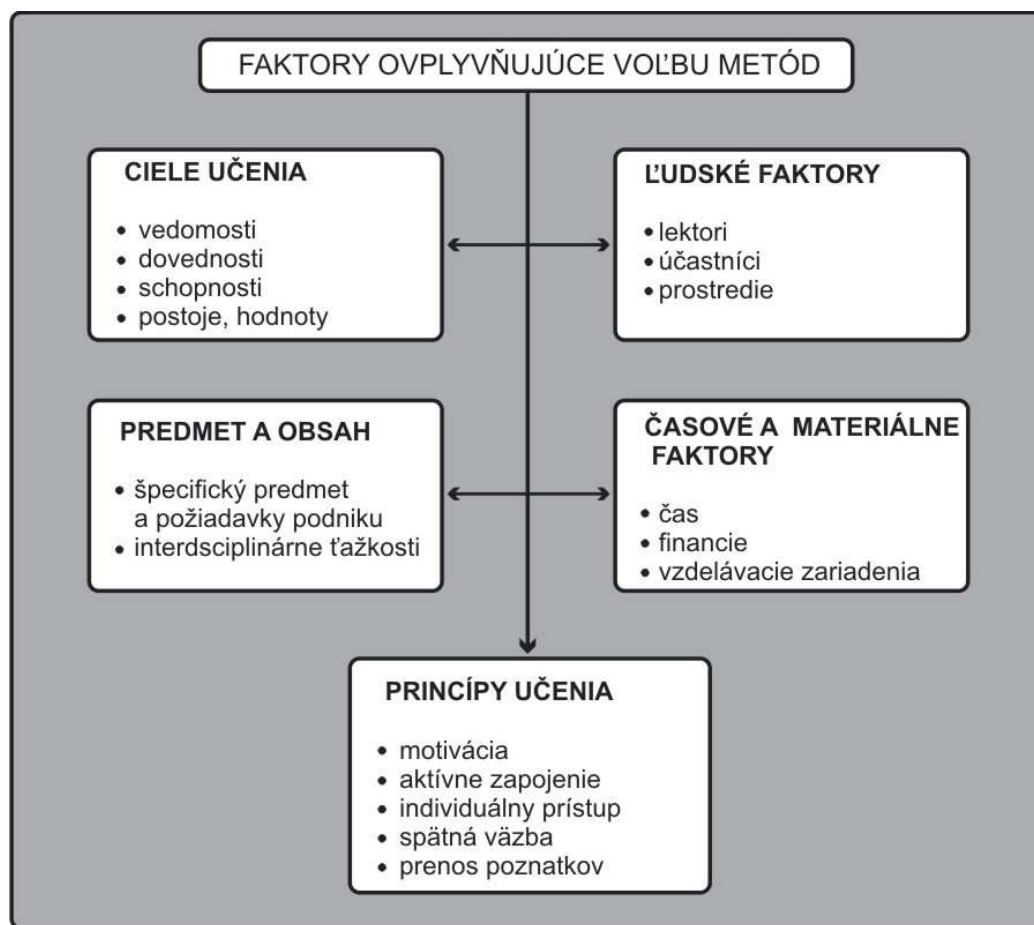 FAKTORY OVPLYVŇUJÚCE VOĽBU METÓD
CIELE UČENIA
• vedomosti
• dovednosti
• schopnosti
• postoje, hodnoty
ĽUDSKÉ FAKTORY
• lektori
• účastníci
• prostredie
PREDMET A OBSAH
• špecifický predmet
a požiadavky podniku
• interdsciplinárne ťažkosti
ČASOVÉ A MATERIÁLNE
FAKTORY
• čas
• financie
• vzdelávacie zariadenia
PRINCÍPY UČENIA
• motivácia
• aktívne zapojenie
• individuálny prístup
• spätná väzba
• prenos poznatkov